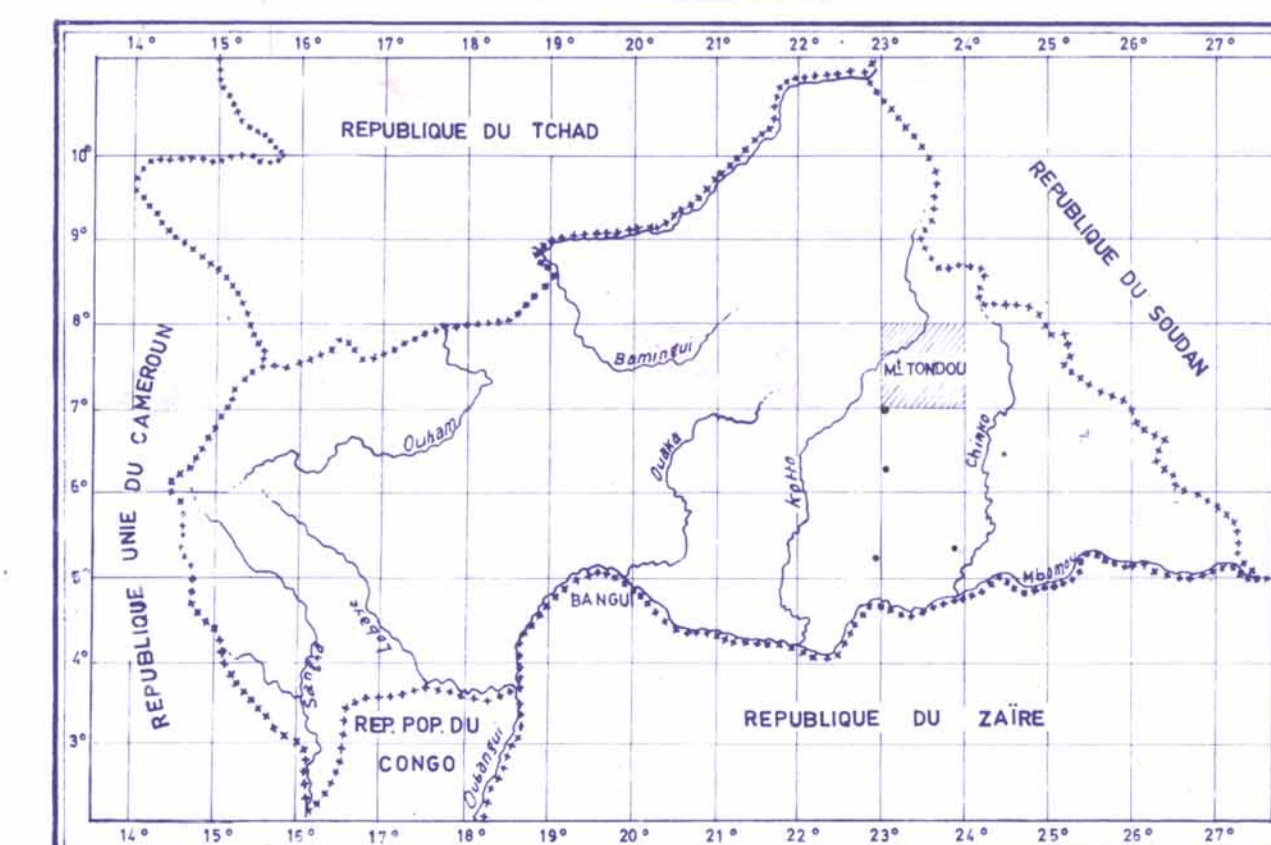 14° 15° 16° 17° 18° 19° 20° 21° 22° 23° 24° 25° 26° 27°
REPUBLIQUE DU TCHAD
10°
REPUBLIQUE DU SOUDAN
9°
8°
Bamingui
Mt TONDOU
7°
Ouham
Ouaka
Kotto
Chinko
REPUBLIQUE UNIE DU CAMEROUN
6°
5°
Mbomou
BANGUI
Lobaye
4°
Sangha
REP. POP. DU
CONGO
REPUBLIQUE DU ZAÏRE
3°
Oubangui
14° 15° 16° 17° 18° 19° 20° 21° 22° 23° 24° 25° 26° 27°